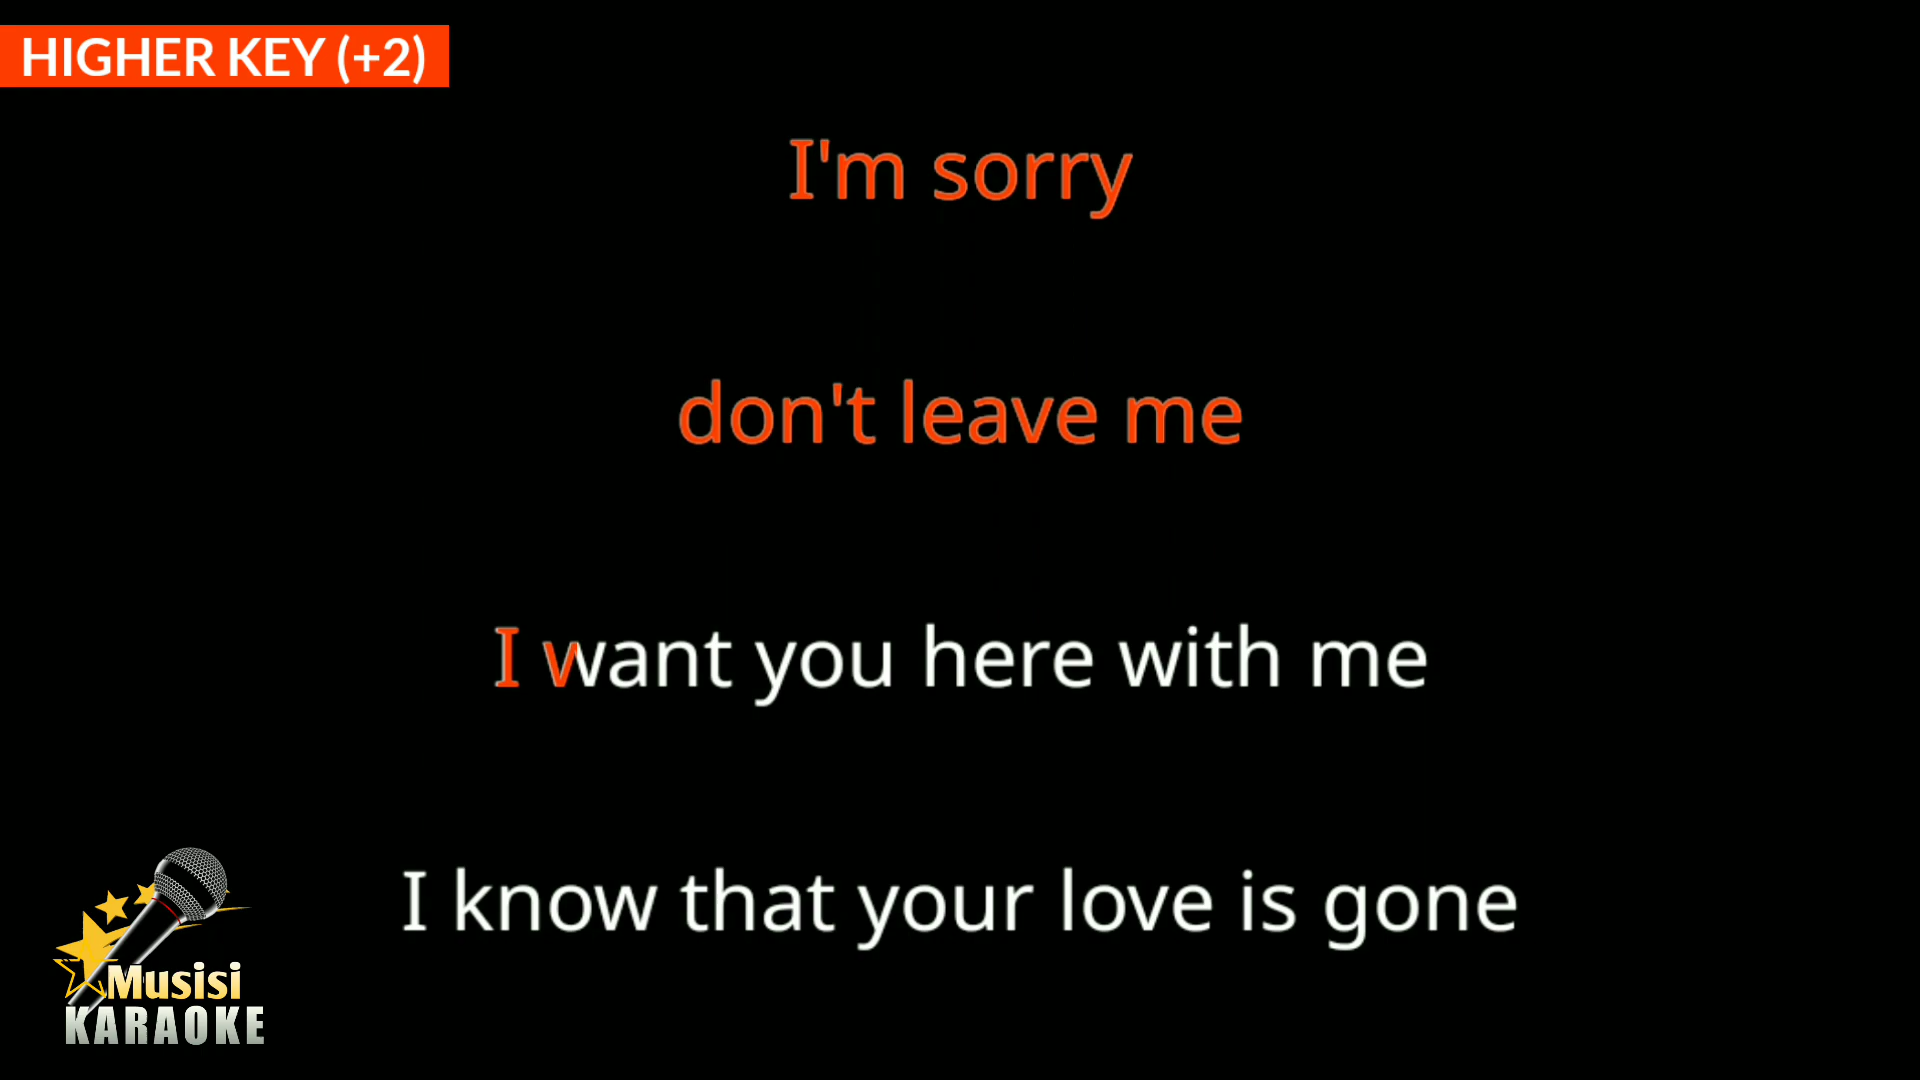 HIGHER KEY (+2)
I'm sorry
don't leave me
I want you here with me
I know that your love is gone
Musisi
KARAOKE